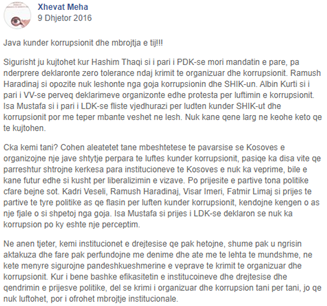 Xhevat Meha
9 Dhjetor 2016
Java kunder korrupsionit dhe mbrojtja e tij!!!
Sigurisht ju kujtohet kur Hashim Thaqi si i pari i PDK-se mori mandatin e pare, pa
nderprere deklaronte zero tolerance ndaj krimit te organizuar dhe korrupsionit. Ramush
Haradinaj si opozite nuk leshonte nga goja korrupsionin dhe SHIK-un. Albin Kurti si i
pari i VV-se perveq deklarimeve organizonte edhe protesta per luftimin e korrupsionit.
Isa Mustafa si i pari i LDK-se fliste vjedhurazi per ludten kunder SHIK-ut dhe
korrupsionit por me teper mbante veshet ne lesh. Nuk kane qene larg ne keohe keto qe
te kujtohen.
Cka kemi tani? Cohen aleatetet tane mbeshtetese te pavarsise se Kosoves e
organizojne nje jave shtytje perpara te luftes kunder korrupsionit, pasiqe ka disa vite qe
parreshtur shtrojne kerkesa para institucioneve te Kosoves e nuk ka veprime, bile e
kane futur edhe si kusht per liberalizimin e vizave. Po prijesite e partive tona politike
cfare bejne sot. Kadri Veseli, Ramush Haradinaj, Visar Imeri, Fatmir Limaj si prijes te
partive te tyre politike as qe flasin per luften kunder korrupsionit, kendojne kengen o as
nje fjale o si shpetoj nga goja. Isa Mustafa si prijes i LDK-se deklaron se nuk ka
korrupsion po ky eshte nje perceptim.
Ne anen tjeter, kemi institucionet e drejtesise qe pak hetojne, shume pak u ngrisin
aktakuza dhe fare pak perfundojne me denime dhe ate me te lehta te mundshme, ne
kete menyre sigurojne pandeshkueshmerine e veprave te krimit te organizuar dhe
korrupsionit. Kur i bene bashke efikasitetin e institucoineve dhe drejtesise dhe
qendrimin e prijesve politike, del se krimi i organizuar dhe korrupsion tani per tani, jo qe
nuk luftohet, por i ofrohet mbrojtje institucionale.